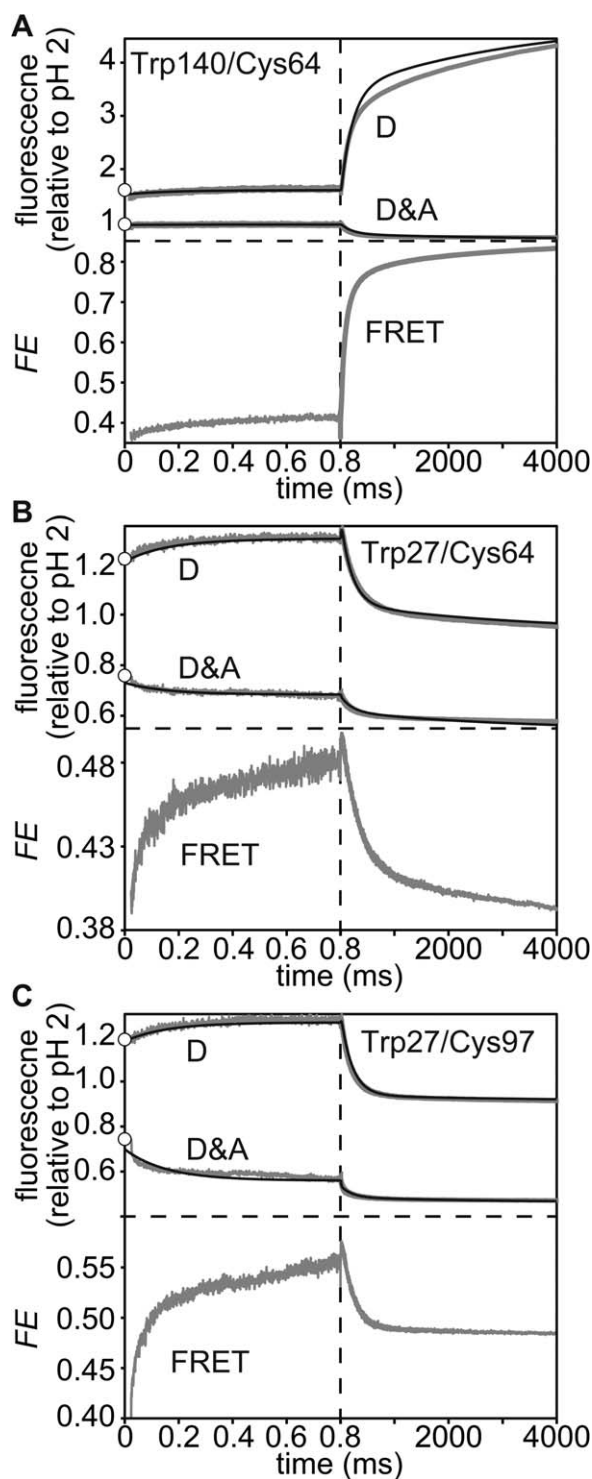 A
Trp140/Cys64
fluorescecne
(relative to pH 2)
4
3
2
1
D
D&A
FE
0.8
0.7
0.6
0.5
0.4
FRET
0 0.2 0.4 0.6 0.8 2000 4000
time (ms)
B
Trp27/Cys64
fluorescecne
(relative to pH 2)
1.2
1.0
0.8
0.6
D
D&A
FE
0.48
0.43
0.38
FRET
0 0.2 0.4 0.6 0.8 2000 4000
time (ms)
C
Trp27/Cys97
fluorescecne
(relative to pH 2)
1.2
1.0
0.8
0.6
D
D&A
FE
0.55
0.50
0.45
0.40
FRET
0 0.2 0.4 0.6 0.8 2000 4000
time (ms)